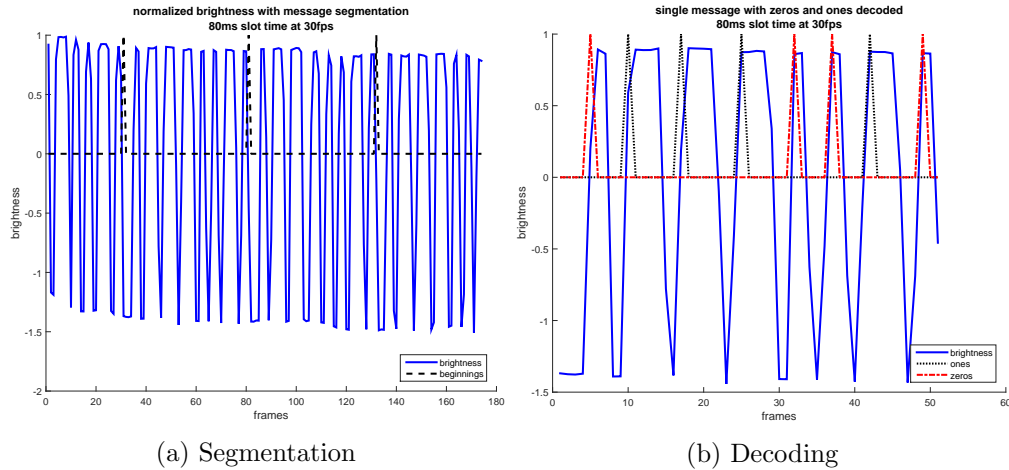 normalized brightness with message segmentation
80ms slot time at 30fps
brightness
1
0.5
0
-0.5
-1
-1.5
-2
0 20 40 60 80 100 120 140 160 180
frames
brightness
beginnings
(a) Segmentation
single message with zeros and ones decoded
80ms slot time at 30fps
brightness
1
0.5
0
-0.5
-1
-1.5
0 10 20 30 40 50 60
frames
brightness
ones
zeros
(b) Decoding